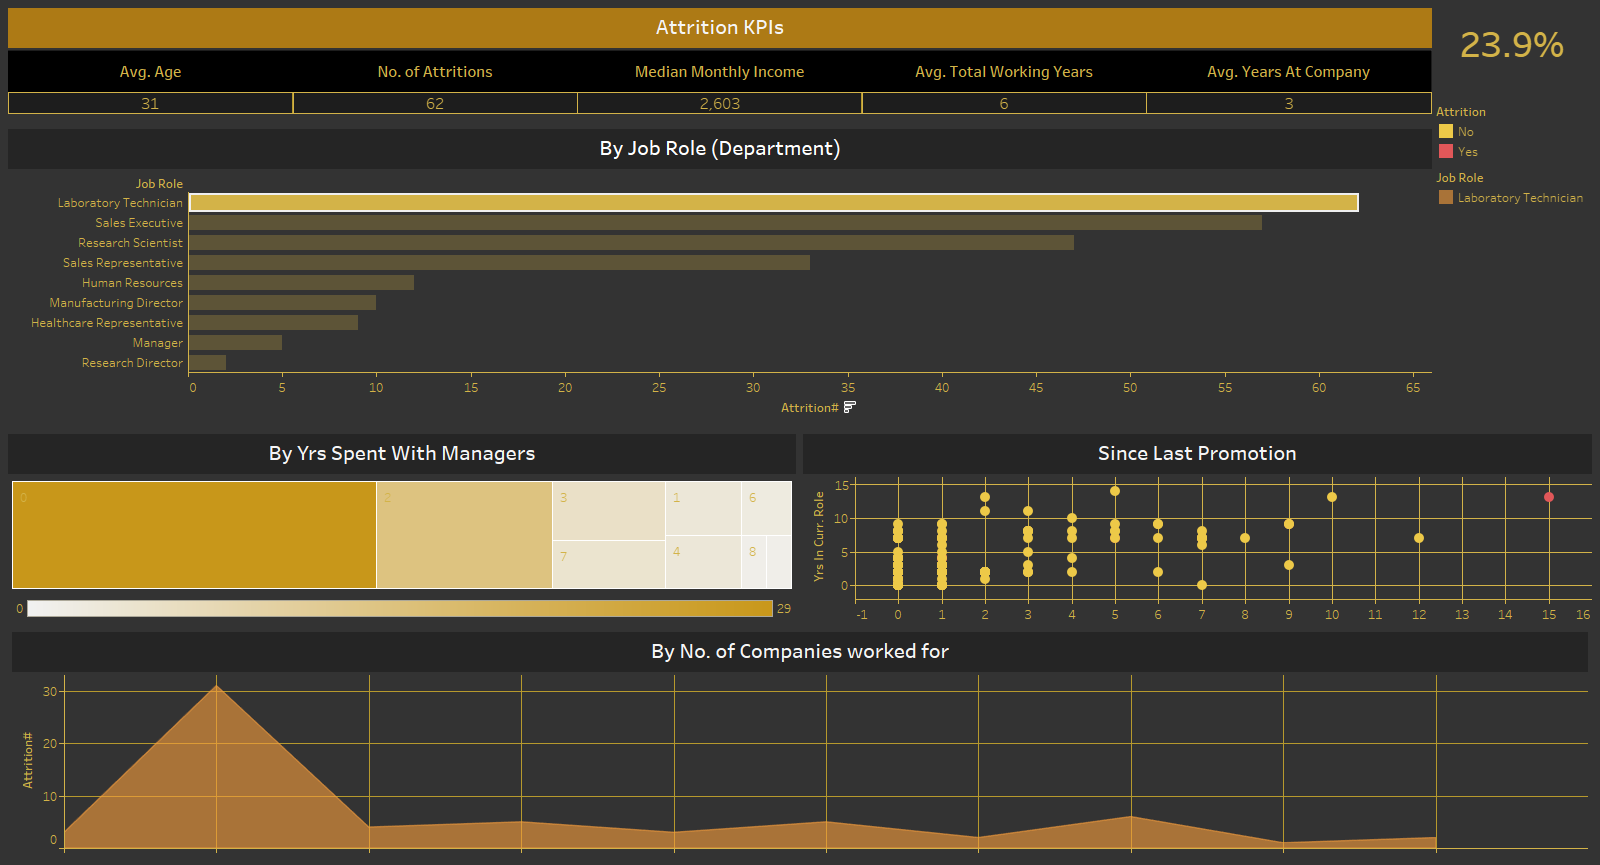 Attrition KPIs
23.9%
Avg. Age No. of Attritions Median Monthly Income Avg. Total Working Years Avg. Years At Company
31 62 2,603 6 3
Attrition
No
Yes
Job Role
Laboratory Technician
By Job Role (Department)
Job Role
Laboratory Technician
Sales Executive
Research Scientist
Sales Representative
Human Resources
Manufacturing Director
Healthcare Representative
Manager
Research Director
0 5 10 15 20 25 30 35 40 45 50 55 60 65
Attrition#
By Yrs Spent With Managers
0 2 3 1 6
7 4 8
0 29
Since Last Promotion
Yrs In Curr. Role
15
10
5
0
-1 0 1 2 3 4 5 6 7 8 9 10 11 12 13 14 15 16
By No. of Companies worked for
Attrition#
30
20
10
0